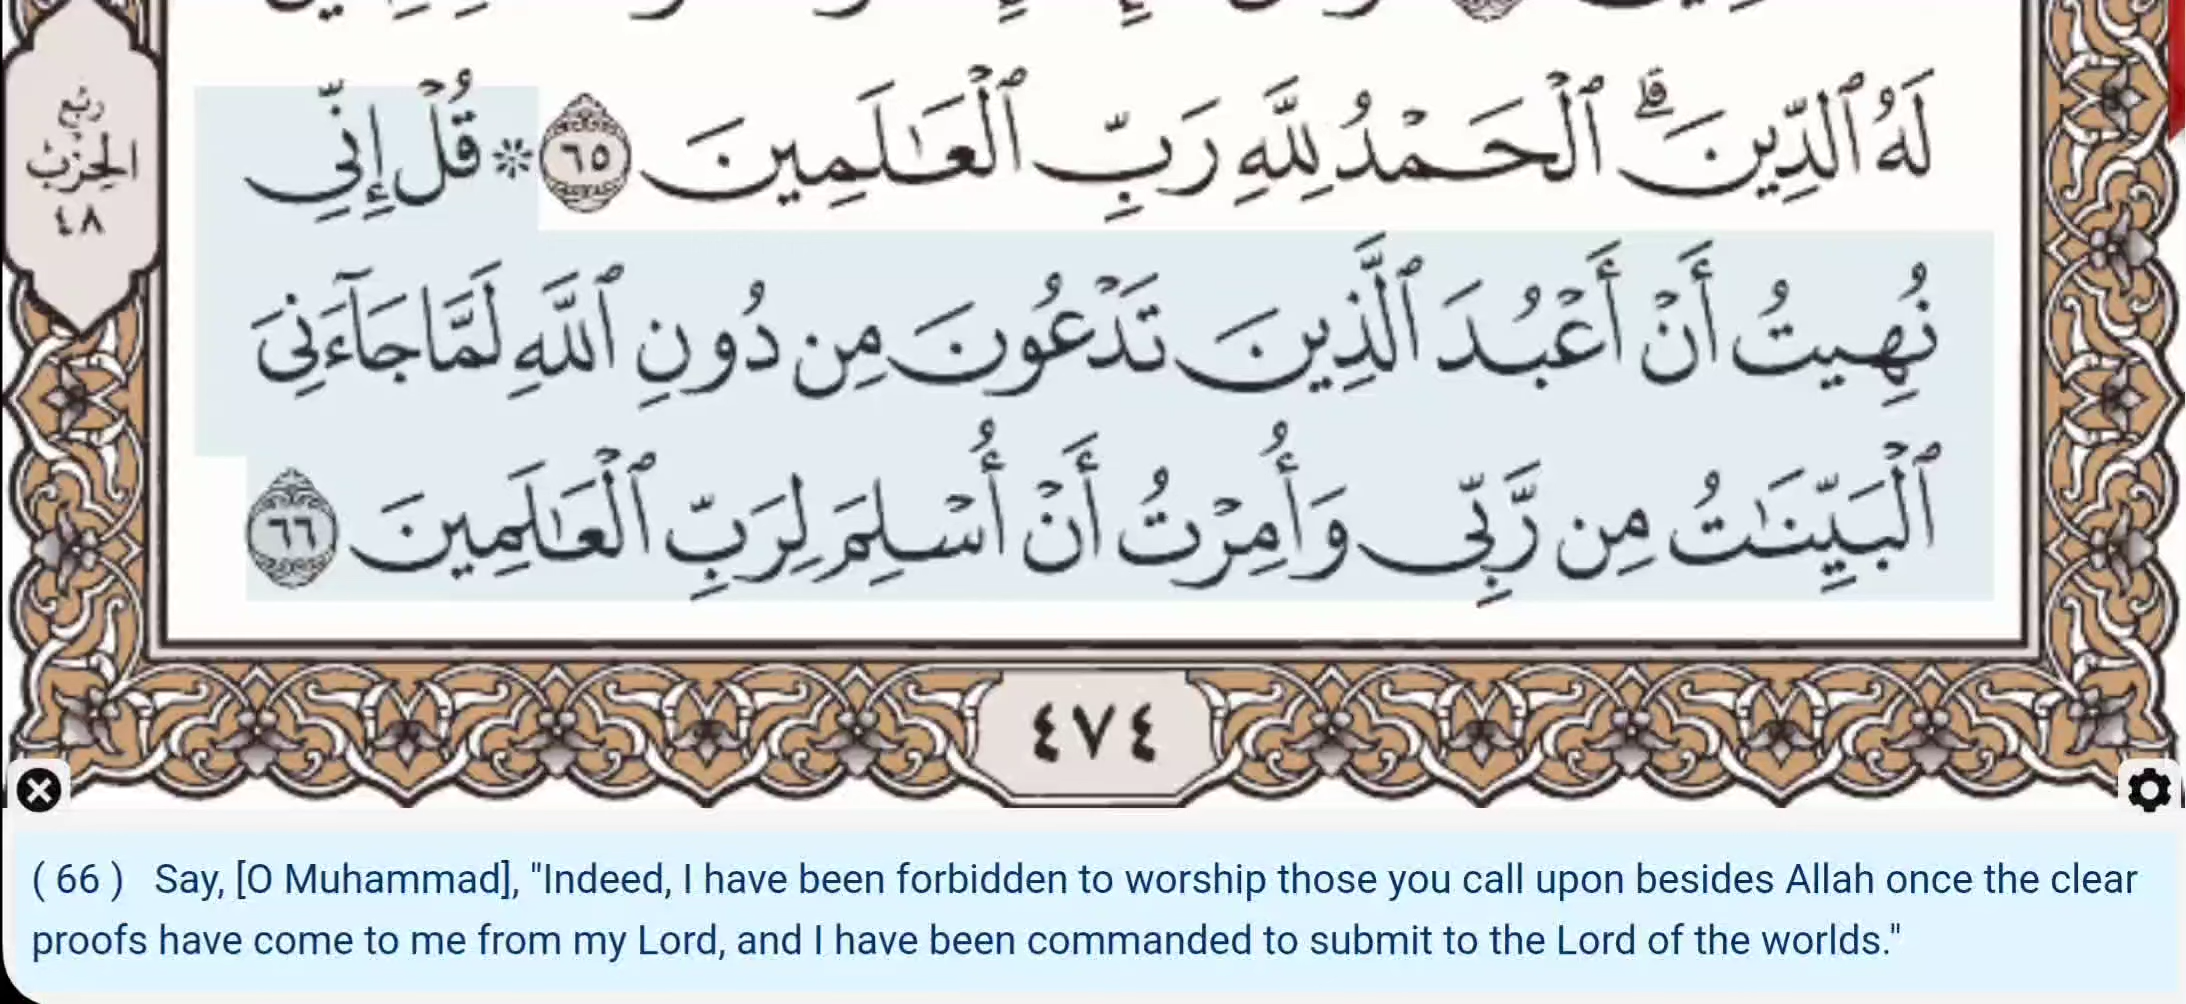 لَهُ ٱلدِّينَ ۗ ٱلْحَمْدُ لِلَّهِ رَبِّ ٱلْعَـٰلَمِينَ ٦٥ ۞ قُلْ إِنِّى
نُهِيتُ أَنْ أَعْبُدَ ٱلَّذِينَ تَدْعُونَ مِن دُونِ ٱللَّهِ لَمَّا جَآءَنِىَ
ٱلْبَيِّنَـٰتُ مِن رَّبِّى وَأُمِرْتُ أَنْ أُسْلِمَ لِرَبِّ ٱلْعَـٰلَمِينَ ٦٦
رُبْع
الحِزْبُ
٤٨
٤٧٤
( 66 ) Say, [O Muhammad], "Indeed, I have been forbidden to worship those you call upon besides Allah once the clear
proofs have come to me from my Lord, and I have been commanded to submit to the Lord of the worlds."